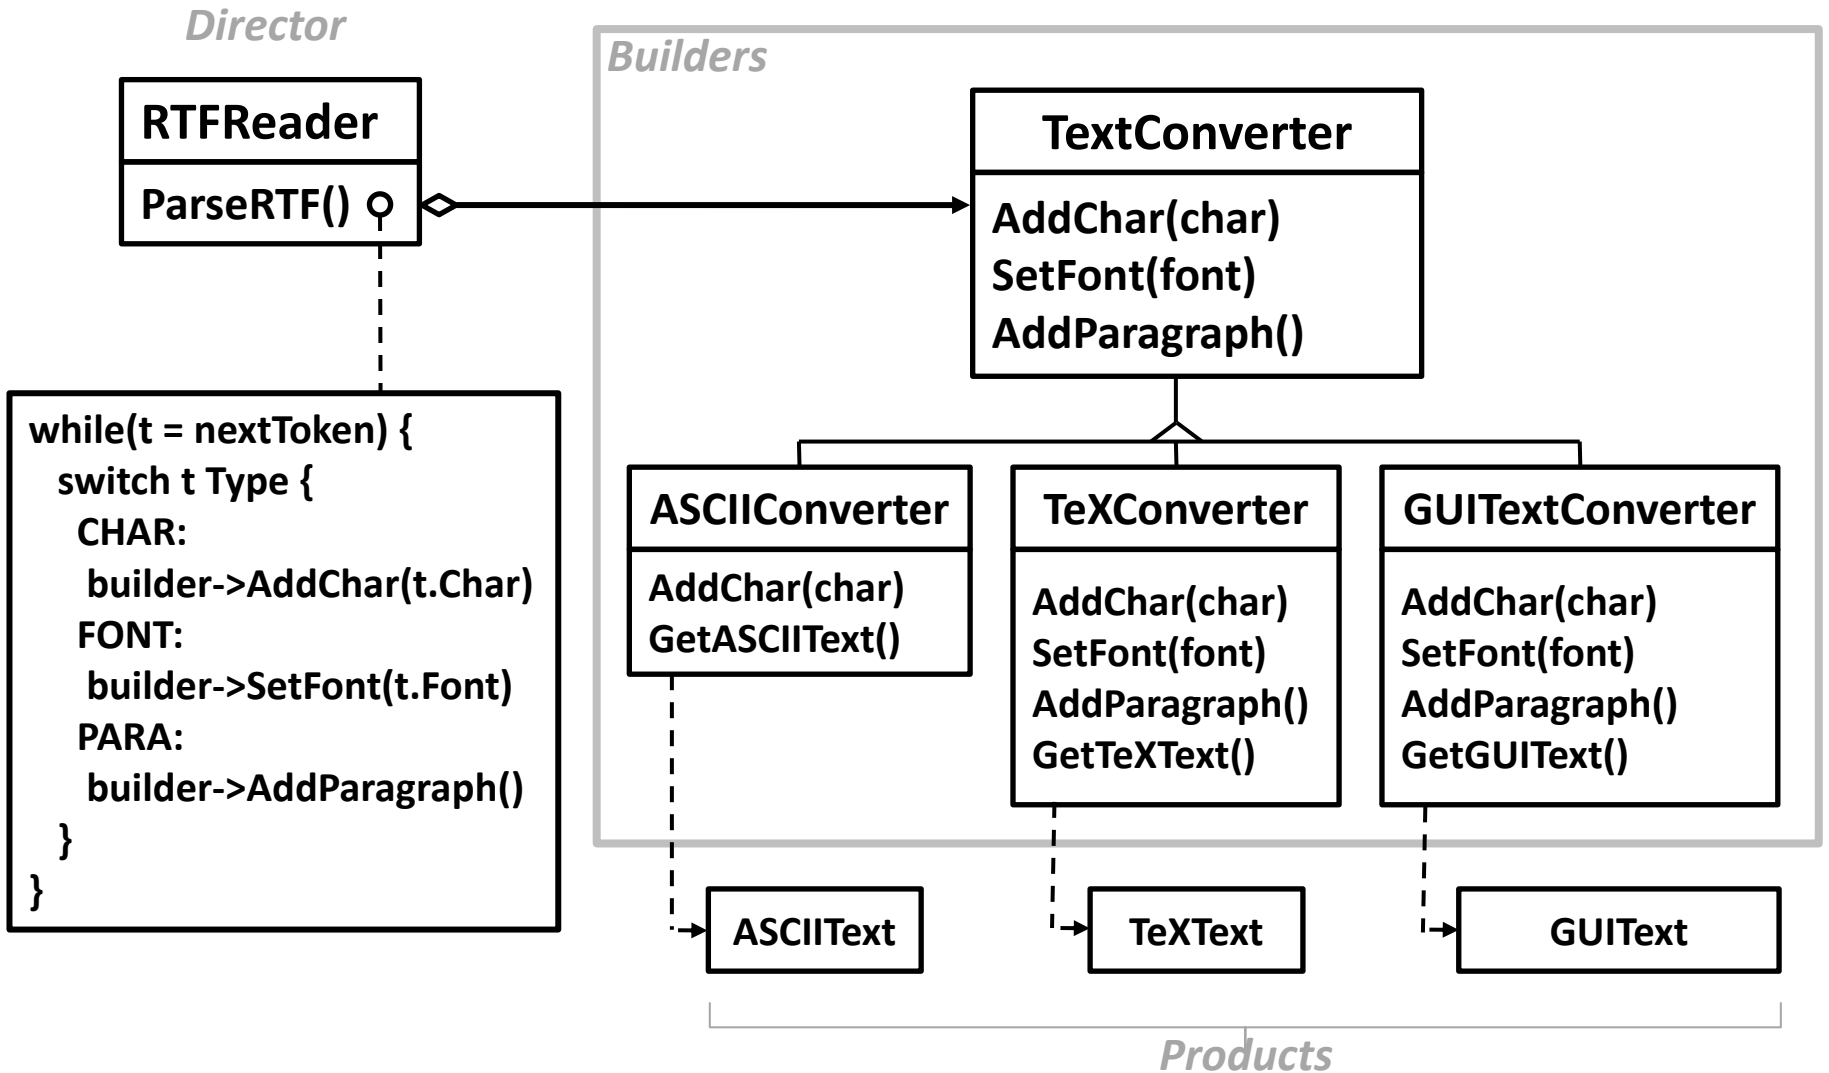 Director
RTFReader
ParseRTF()
while(t = nextToken) {
switch t Type {
CHAR:
builder->AddChar(t.Char)
FONT:
builder->SetFont(t.Font)
PARA:
builder->AddParagraph()
}
}
Builders
TextConverter
AddChar(char)
SetFont(font)
AddParagraph()
ASCIIConverter
AddChar(char)
GetASCIIText()
TeXConverter
AddChar(char)
SetFont(font)
AddParagraph()
GetTeXText()
GUITextConverter
AddChar(char)
SetFont(font)
AddParagraph()
GetGUIText()
ASCIIText
TeXText
GUIText
Products